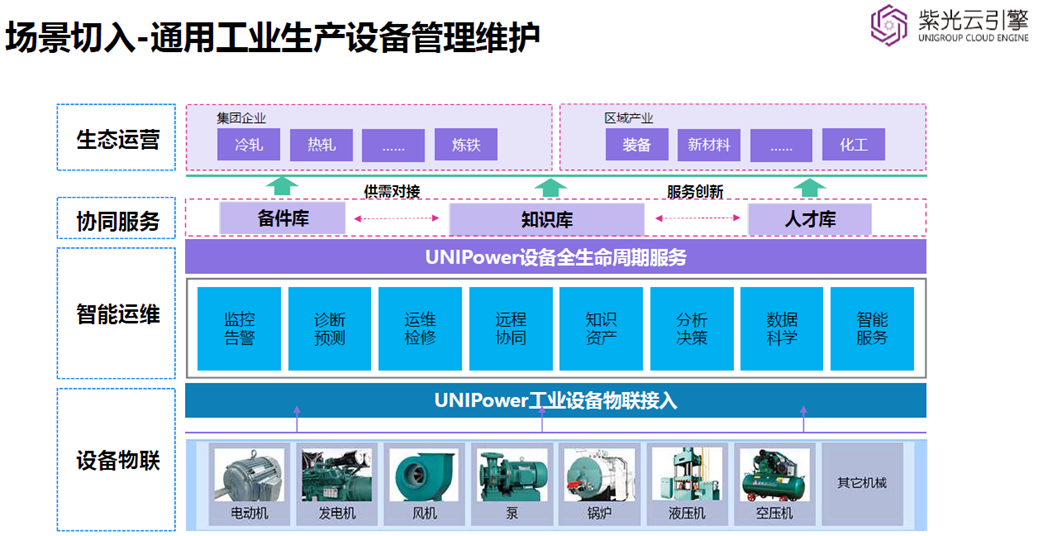 场景切入-通用工业生产设备管理维护
紫光云引擎
UNIGROUP CLOUD ENGINE
生态运营
集团企业
冷轧
热轧
......
炼铁
区域产业
装备
新材料
......
化工
供需对接
服务创新
协同服务
备件库
知识库
人才库
UNIPower设备全生命周期服务
智能运维
监控
告警
诊断
预测
运维
检修
远程
协同
知识
资产
分析
决策
数据
科学
智能
服务
UNIPower工业设备物联接入
设备物联
电动机
发电机
风机
泵
锅炉
液压机
空压机
其它机械